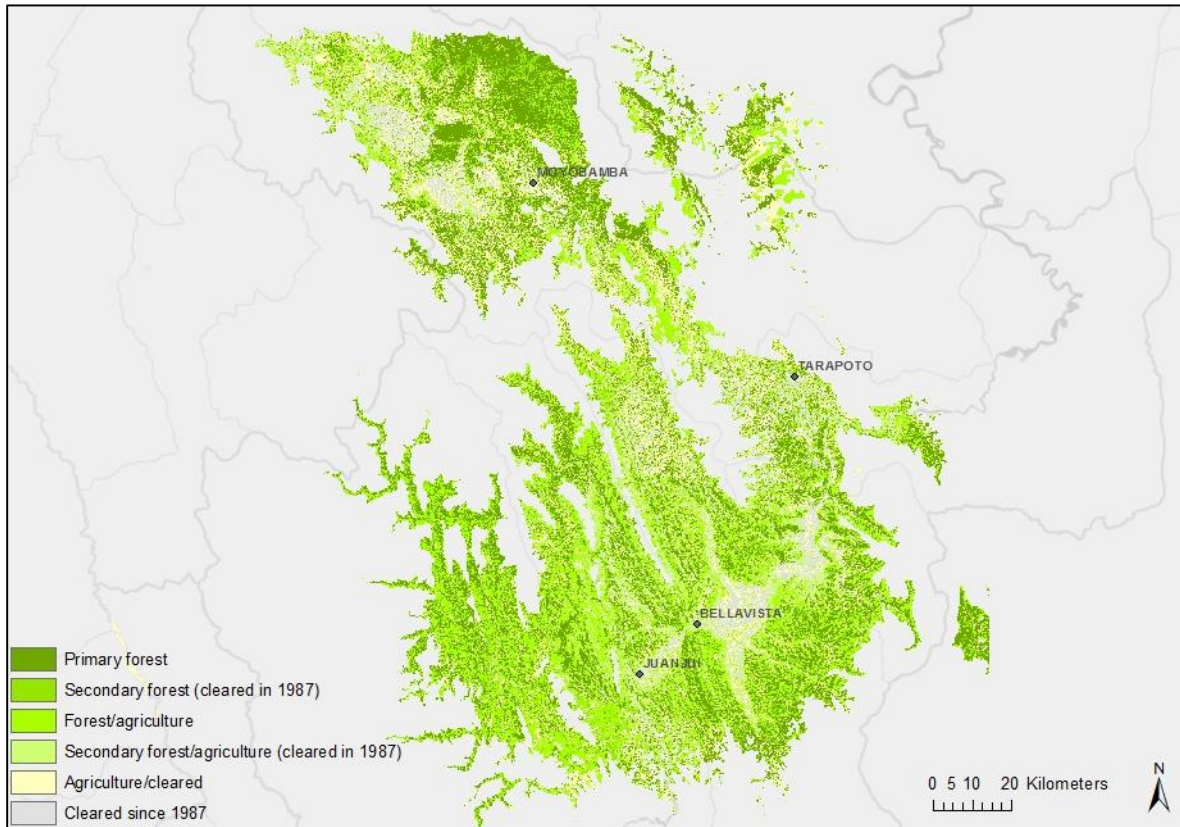 MOYOBAMBA
TARAPOTO
BELLAVISTA
JUANJUI
Primary forest
Secondary forest (cleared in 1987)
Forest/agriculture
Secondary forest/agriculture (cleared in 1987)
Agriculture/cleared
Cleared since 1987
0 5 10 20 Kilometers
N